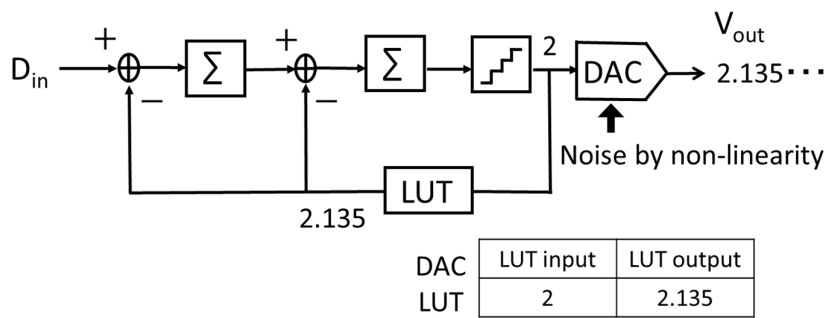 V_out
+ + 2
D_in Σ Σ DAC 2.135···
− −
Noise by non-linearity
LUT
2.135
DAC LUT input LUT output
LUT 2 2.135